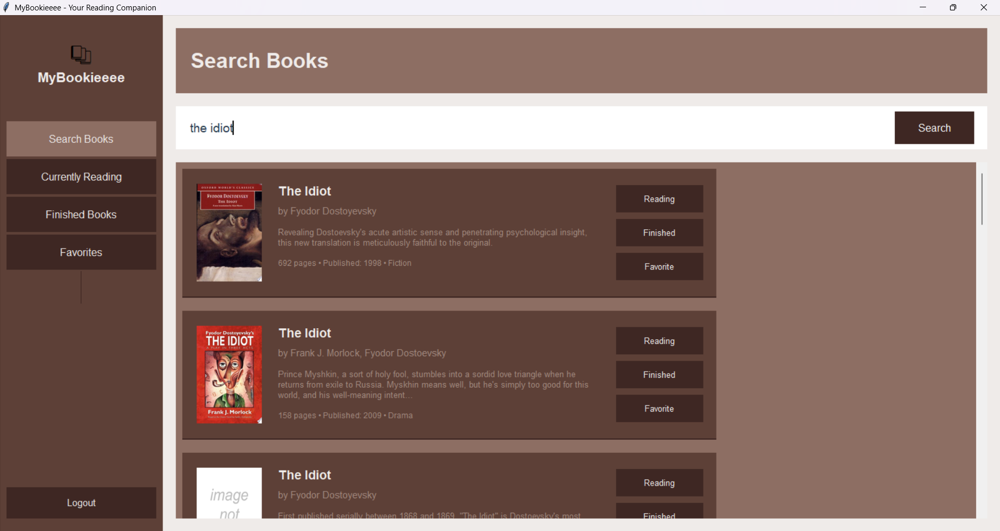 MyBookieeee - Your Reading Companion
MyBookieeee
Search Books
Currently Reading
Finished Books
Favorites
Logout
Search Books
the idiot
Search
OXFORD WORLD'S CLASSICS
FYODOR DOSTOEVSKY
THE IDIOT
A new translation by Alan Myers
The Idiot
by Fyodor Dostoyevsky
Revealing Dostoevsky's acute artistic sense and penetrating psychological insight,
this new translation is meticulously faithful to the original.
692 pages • Published: 1998 • Fiction
Reading
Finished
Favorite
Fyodor Dostoyevsky's
THE IDIOT
A PLAY IN THREE ACTS
Frank J. Morlock
The Idiot
by Frank J. Morlock, Fyodor Dostoevsky
Prince Myshkin, a sort of holy fool, stumbles into a sordid love triangle when he
returns from exile to Russia. Myskhin means well, but he's simply too good for this
world, and his well-meaning intent...
158 pages • Published: 2009 • Drama
Reading
Finished
Favorite
image
not
The Idiot
by Fyodor Dostoyevsky
First published serially between 1868 and 1869, "The Idiot" is Dostoevsky's most
Reading
Finished